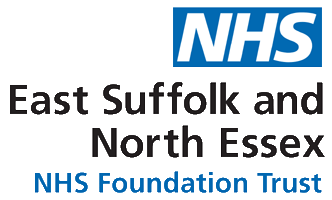 NHS
East Suffolk and
North Essex
NHS Foundation Trust